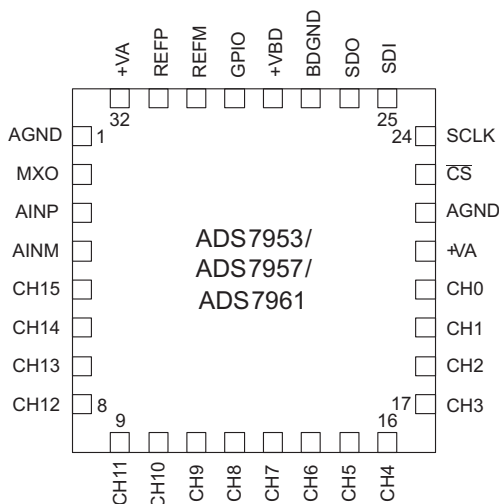 +VA
REFP
REFM
GPIO
+VBD
BDGND
SDO
SDI
32
25
AGND
1
24
SCLK
MXO
CS
AINP
AGND
AINM
+VA
ADS7953/
ADS7957/
ADS7961
CH15
CH0
CH14
CH1
CH13
CH2
CH12
8
17
CH3
9
16
CH11
CH10
CH9
CH8
CH7
CH6
CH5
CH4